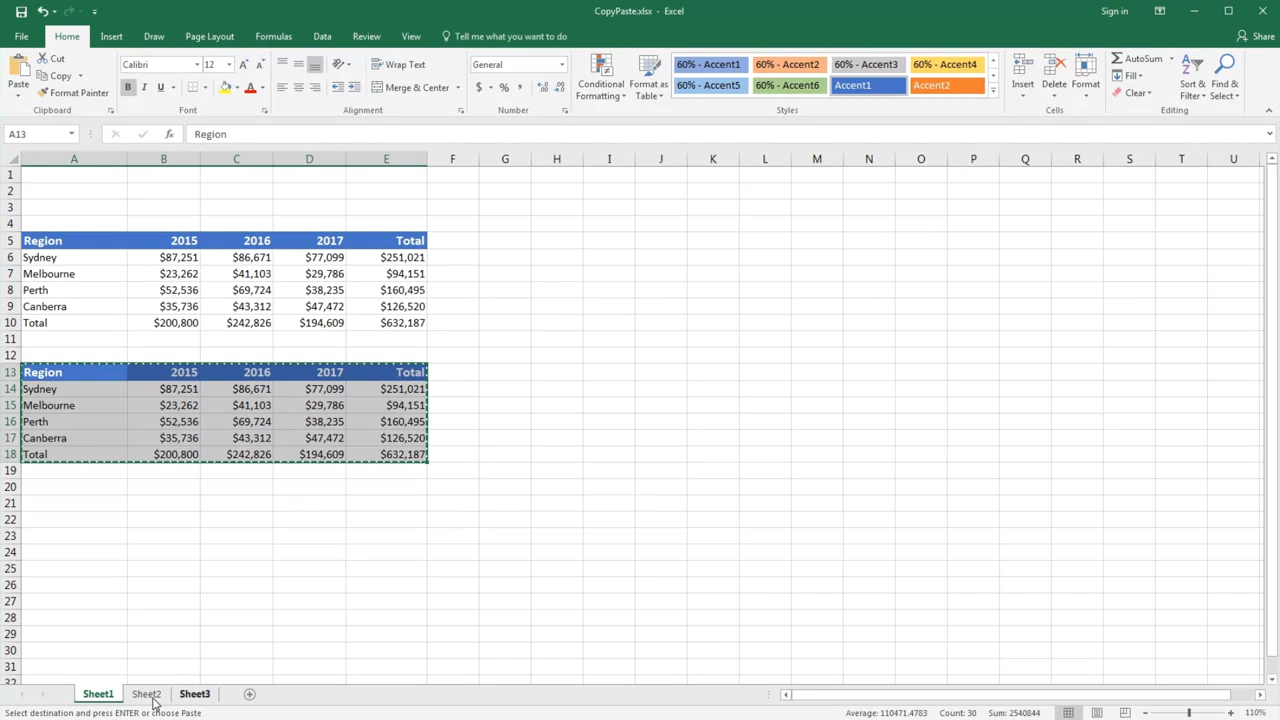 CopyPaste.xlsx - Excel
Sign in
File Home Insert Draw Page Layout Formulas Data Review View Tell me what you want to do Share
Paste
Cut
Copy
Format Painter
Clipboard
Calibri 12
B I U
Font
Wrap Text
Merge & Center
Alignment
General
$ % ,
Number
Conditional Formatting
Format as Table
60% - Accent1 60% - Accent2 60% - Accent3 60% - Accent4
60% - Accent5 60% - Accent6 Accent1 Accent2
Styles
Insert Delete Format
Cells
AutoSum
Fill
Clear
Sort & Filter
Find & Select
Editing
A13 fx Region
A B C D E F G H I J K L M N O P Q R S T U
1
2
3
4
5 Region 2015 2016 2017 Total
6 Sydney $87,251 $86,671 $77,099 $251,021
7 Melbourne $23,262 $41,103 $29,786 $94,151
8 Perth $52,536 $69,724 $38,235 $160,495
9 Canberra $35,736 $43,312 $47,472 $126,520
10 Total $200,800 $242,826 $194,609 $632,187
11
12
13 Region 2015 2016 2017 Total
14 Sydney $87,251 $86,671 $77,099 $251,021
15 Melbourne $23,262 $41,103 $29,786 $94,151
16 Perth $52,536 $69,724 $38,235 $160,495
17 Canberra $35,736 $43,312 $47,472 $126,520
18 Total $200,800 $242,826 $194,609 $632,187
19
20
21
22
23
24
25
26
27
28
29
30
31
32
Sheet1 Sheet2 Sheet3
Select destination and press ENTER or choose Paste
Average: 110471.4783 Count: 30 Sum: 2540844
110%